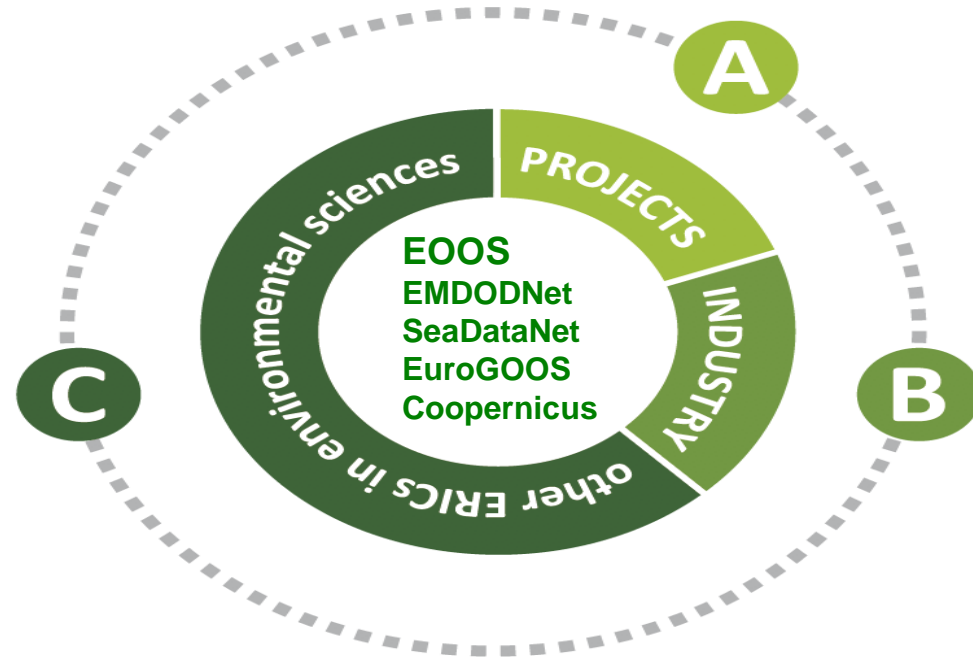 A
PROJECTS
INDUSTRY
B
other ERICs in environmental sciences
C
EOOS
EMDODNet
SeaDataNet
EuroGOOS
Coopernicus